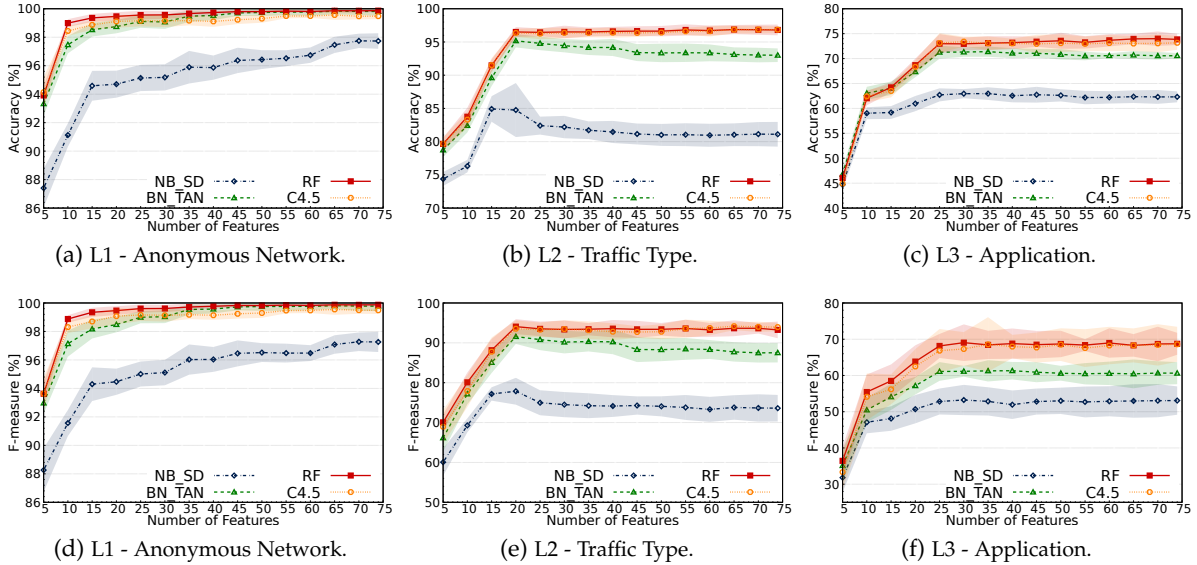 100
98
96
94
92
90
88
86
Accuracy [%]
5 10 15 20 25 30 35 40 45 50 55 60 65 70 75
Number of Features
NB_SD
BN_TAN
RF
C4.5
(a) L1 - Anonymous Network.
100
95
90
85
80
75
70
Accuracy [%]
5 10 15 20 25 30 35 40 45 50 55 60 65 70 75
Number of Features
NB_SD
BN_TAN
RF
C4.5
(b) L2 - Traffic Type.
80
75
70
65
60
55
50
45
40
Accuracy [%]
5 10 15 20 25 30 35 40 45 50 55 60 65 70 75
Number of Features
NB_SD
BN_TAN
RF
C4.5
(c) L3 - Application.
100
98
96
94
92
90
88
86
F-measure [%]
5 10 15 20 25 30 35 40 45 50 55 60 65 70 75
Number of Features
NB_SD
BN_TAN
RF
C4.5
(d) L1 - Anonymous Network.
100
90
80
70
60
50
F-measure [%]
5 10 15 20 25 30 35 40 45 50 55 60 65 70 75
Number of Features
NB_SD
BN_TAN
RF
C4.5
(e) L2 - Traffic Type.
80
70
60
50
40
30
F-measure [%]
5 10 15 20 25 30 35 40 45 50 55 60 65 70 75
Number of Features
NB_SD
BN_TAN
RF
C4.5
(f) L3 - Application.